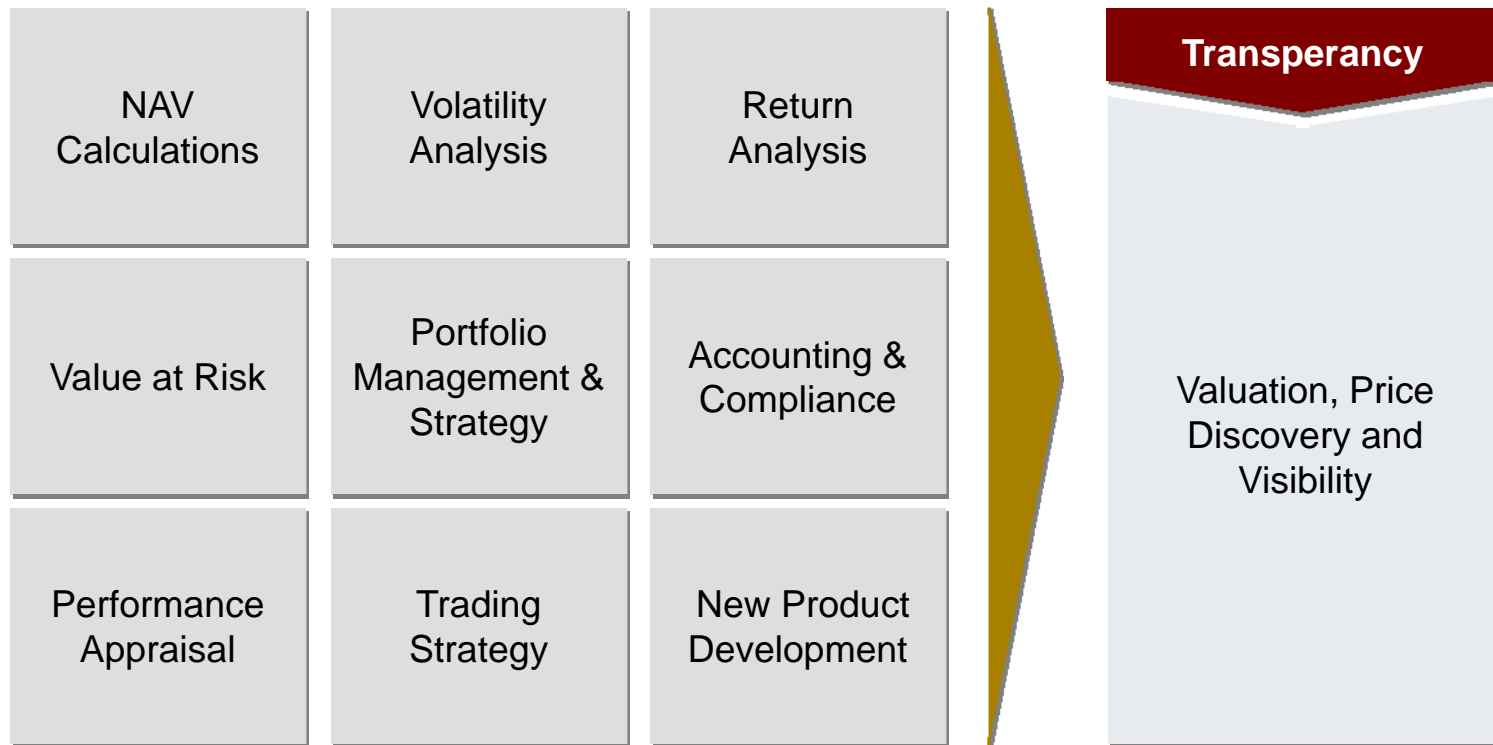 NAV
Calculations
Volatility
Analysis
Return
Analysis
Value at Risk
Portfolio
Management &
Strategy
Accounting &
Compliance
Performance
Appraisal
Trading
Strategy
New Product
Development
Transperancy
Valuation, Price
Discovery and
Visibility